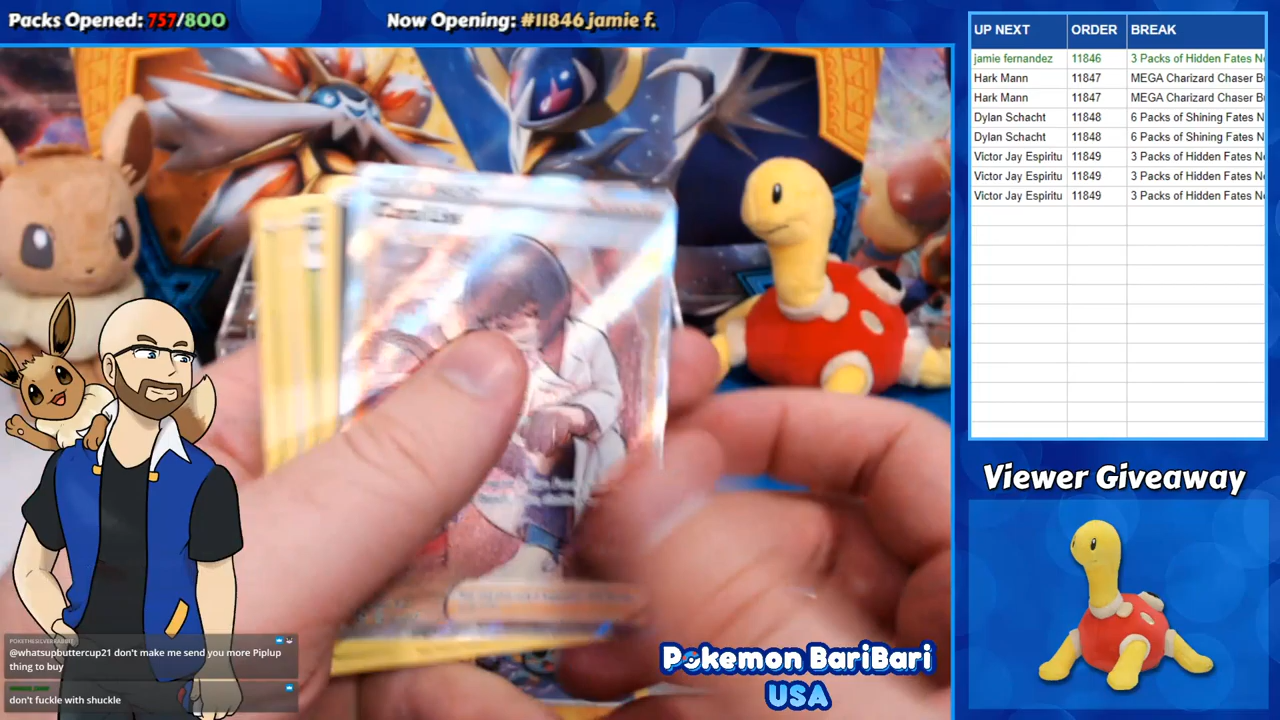 Packs Opened: 757/800
Now Opening: #11846 jamie f.
UP NEXT ORDER BREAK
jamie fernandez 11846 3 Packs of Hidden Fates
Hark Mann 11847 MEGA Charizard Chaser
Hark Mann 11847 MEGA Charizard Chaser
Dylan Schacht 11848 6 Packs of Shining Fates
Dylan Schacht 11848 6 Packs of Shining Fates
Victor Jay Espiritu 11849 3 Packs of Hidden Fates
Victor Jay Espiritu 11849 3 Packs of Hidden Fates
Victor Jay Espiritu 11849 3 Packs of Hidden Fates
Viewer Giveaway
@whatsupbuttercup21 don't make me send you more Piplup
thing to buy
don't fuckle with shuckle
Pokemon BariBari
USA